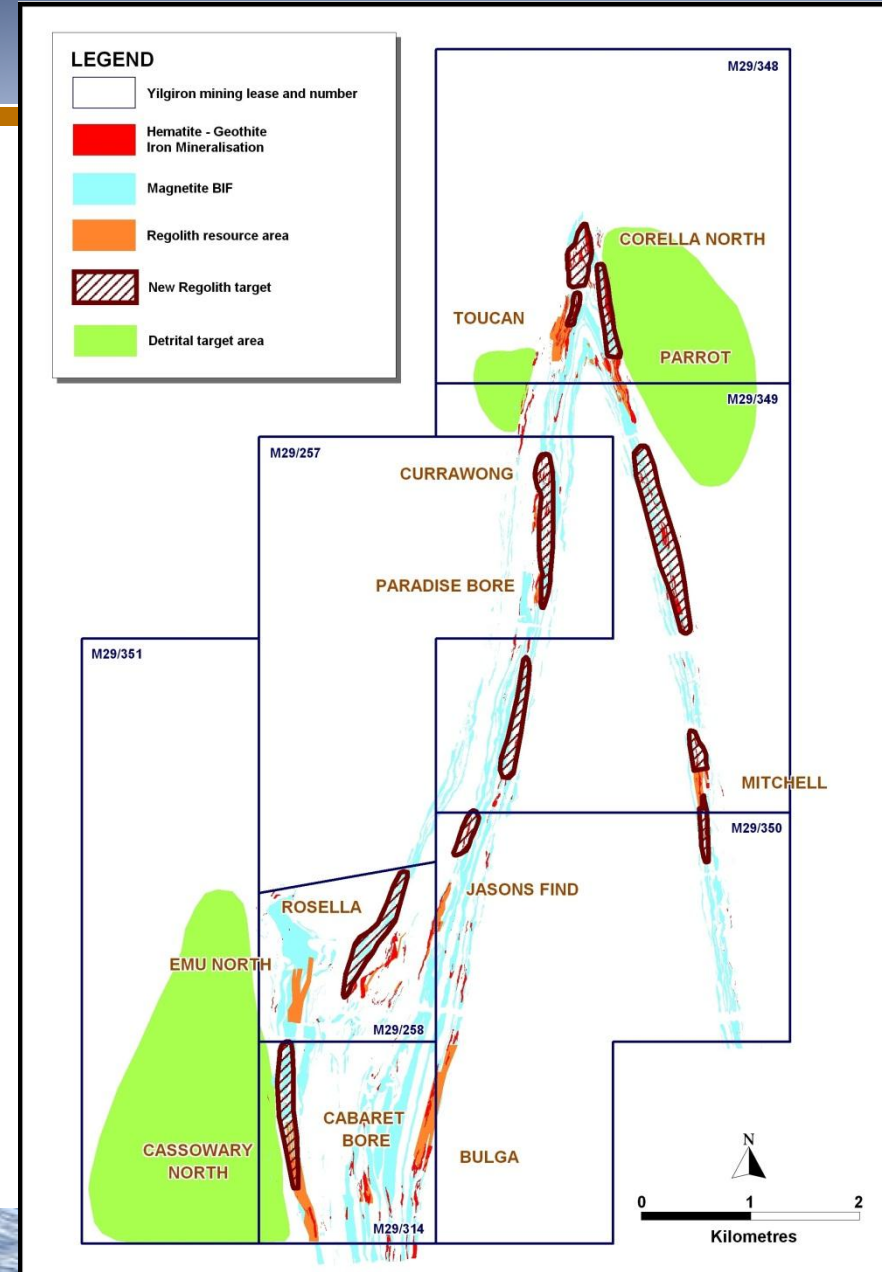 LEGEND
Yilgiron mining lease and number
Hematite - Geothite
Iron Mineralisation
Magnetite BIF
Regolith resource area
New Regolith target
Detrital target area
M29/348
CORELLA NORTH
TOUCAN
PARROT
M29/349
M29/257
CURRAWONG
PARADISE BORE
M29/351
MITCHELL
M29/350
JASONS FIND
ROSELLA
EMU NORTH
M29/258
CABARET
BORE
CASSOWARY
NORTH
BULGA
M29/314
N
0 1 2
Kilometres